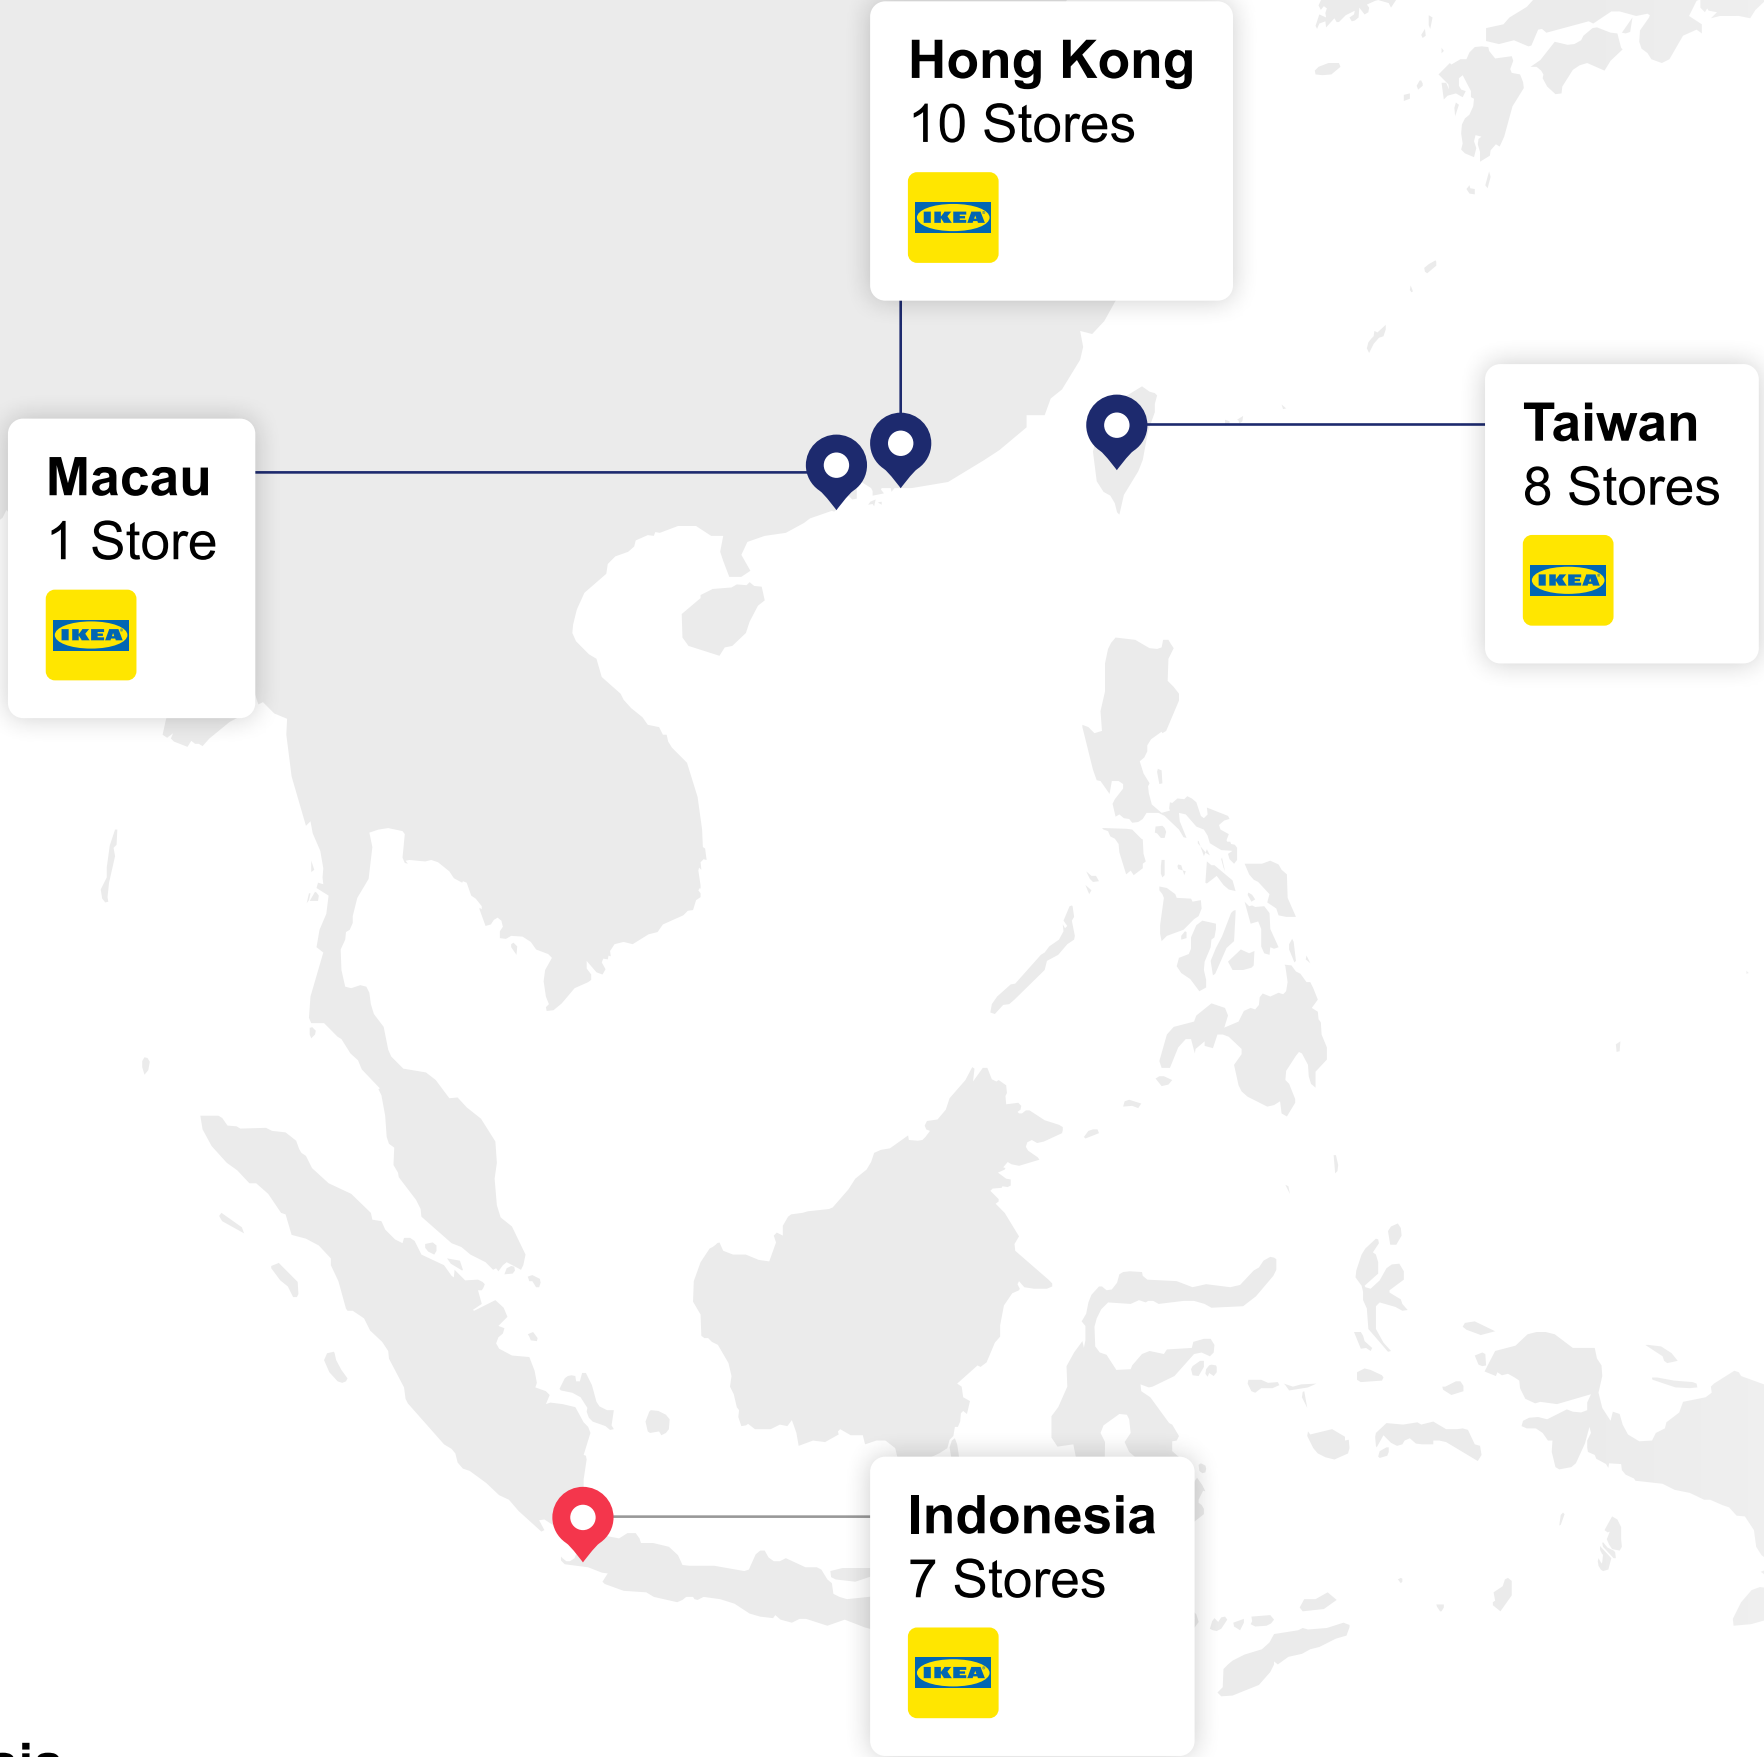 Hong Kong
10 Stores
IKEA
Taiwan
8 Stores
IKEA
Macau
1 Store
IKEA
Indonesia
7 Stores
IKEA